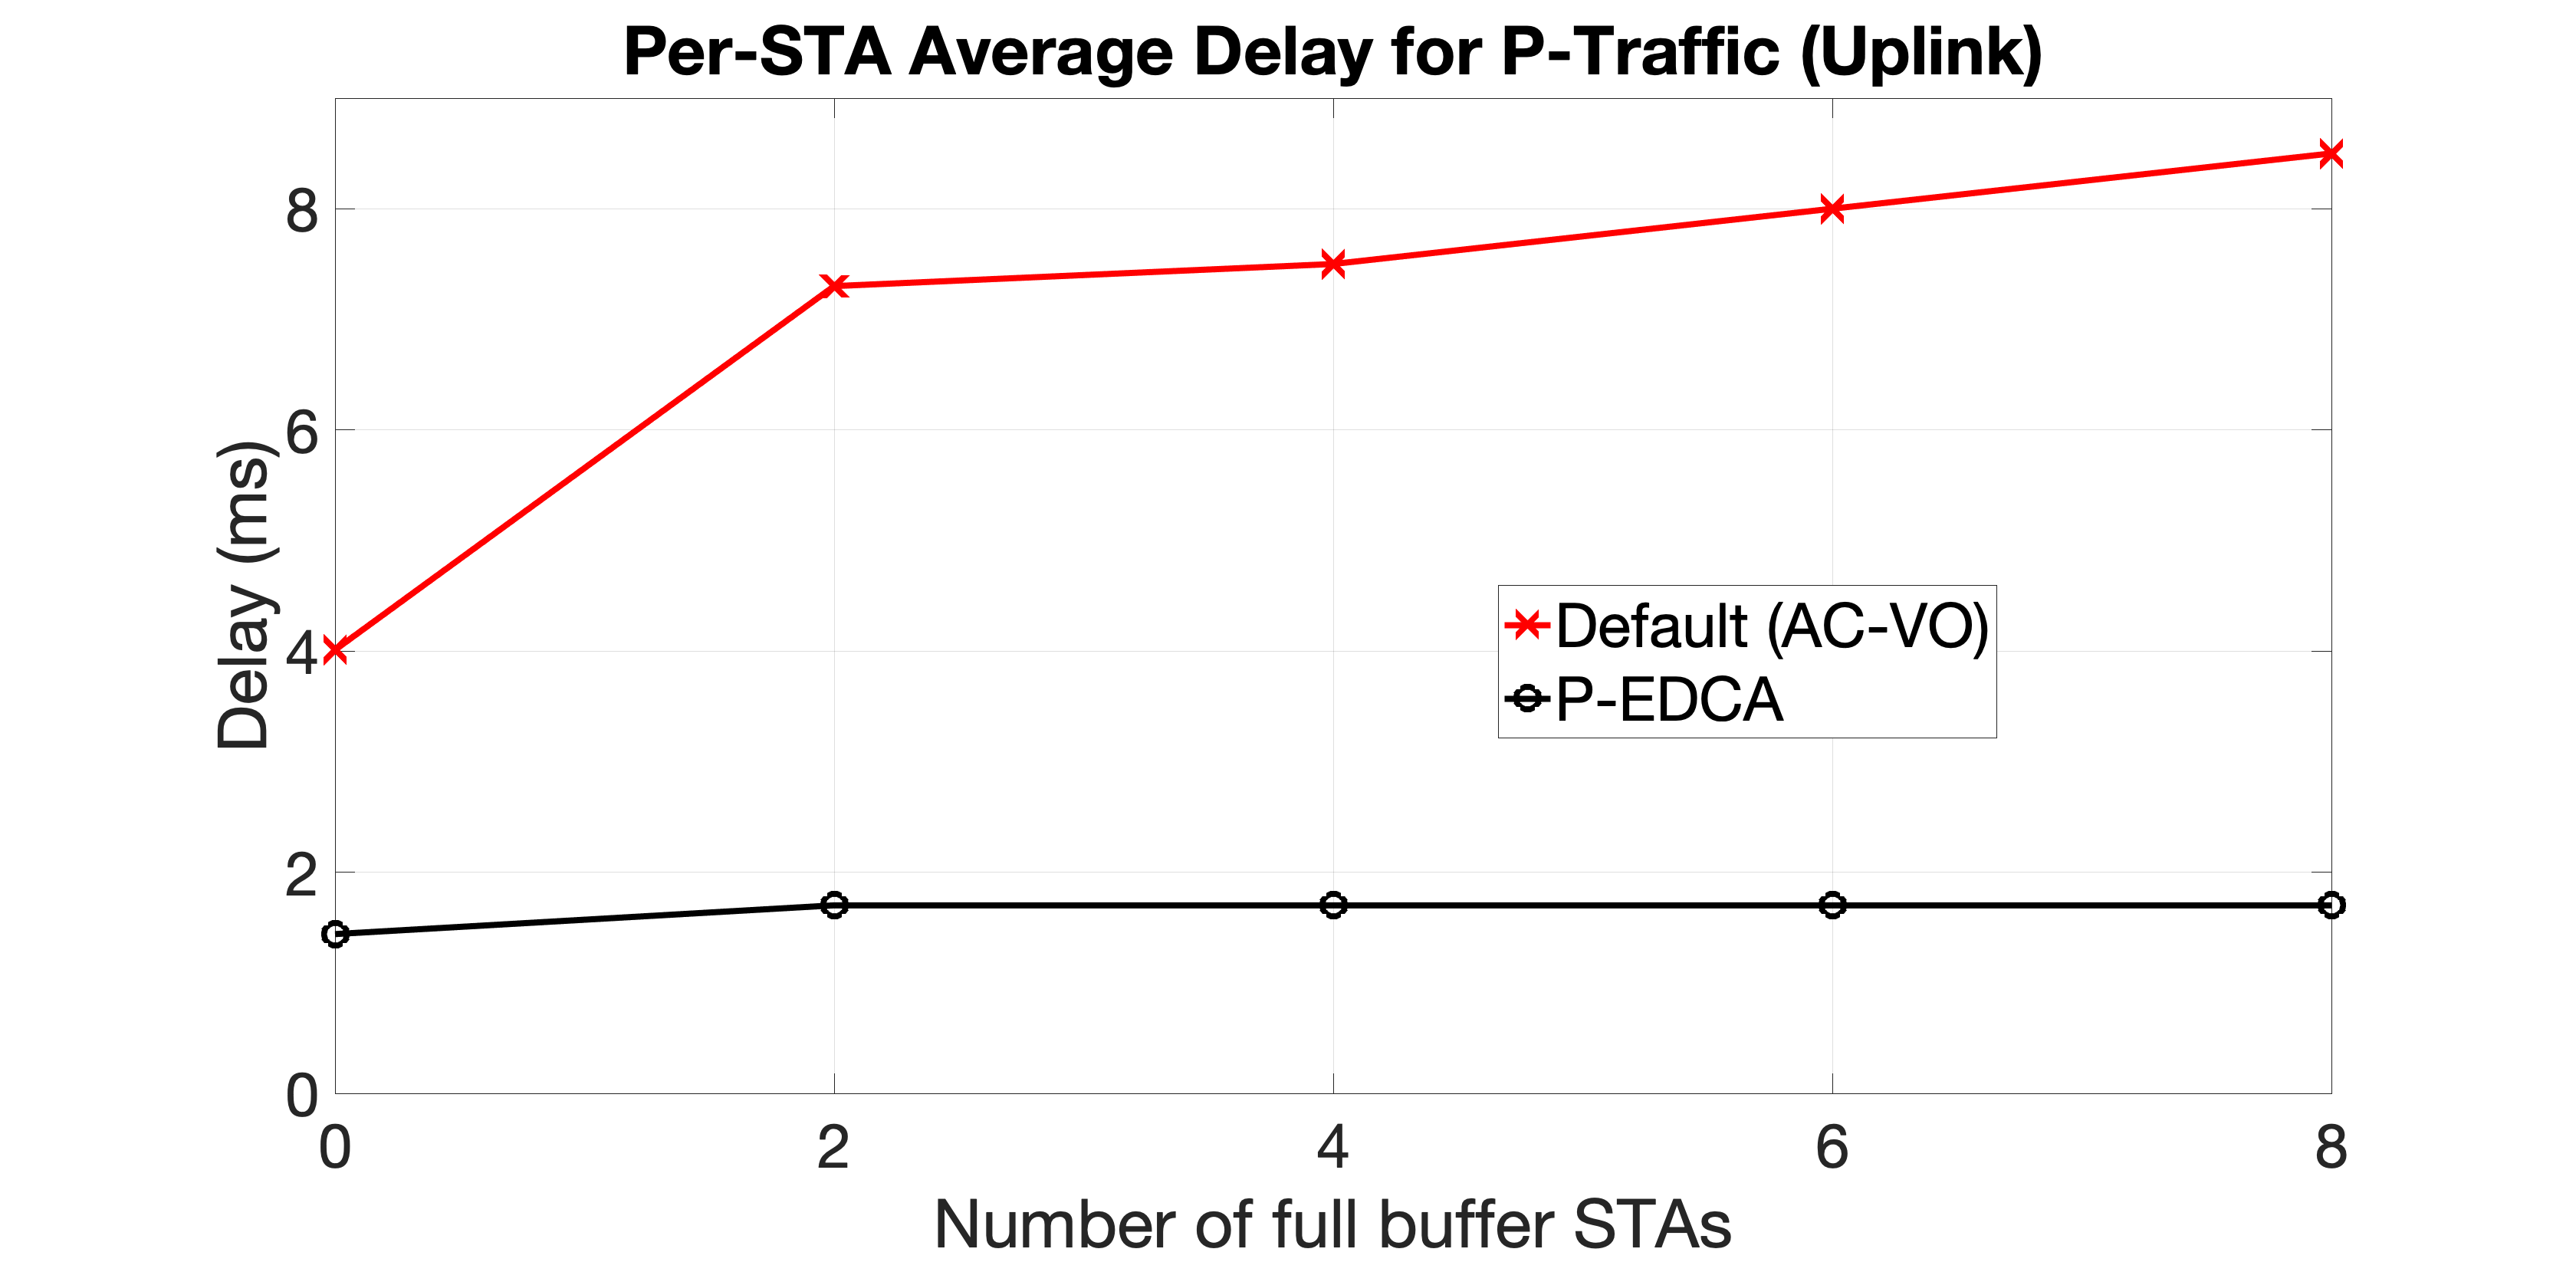 Per-STA Average Delay for P-Traffic (Uplink)
8
6
4
2
0
Delay (ms)
Default (AC-VO)
P-EDCA
0 2 4 6 8
Number of full buffer STAs